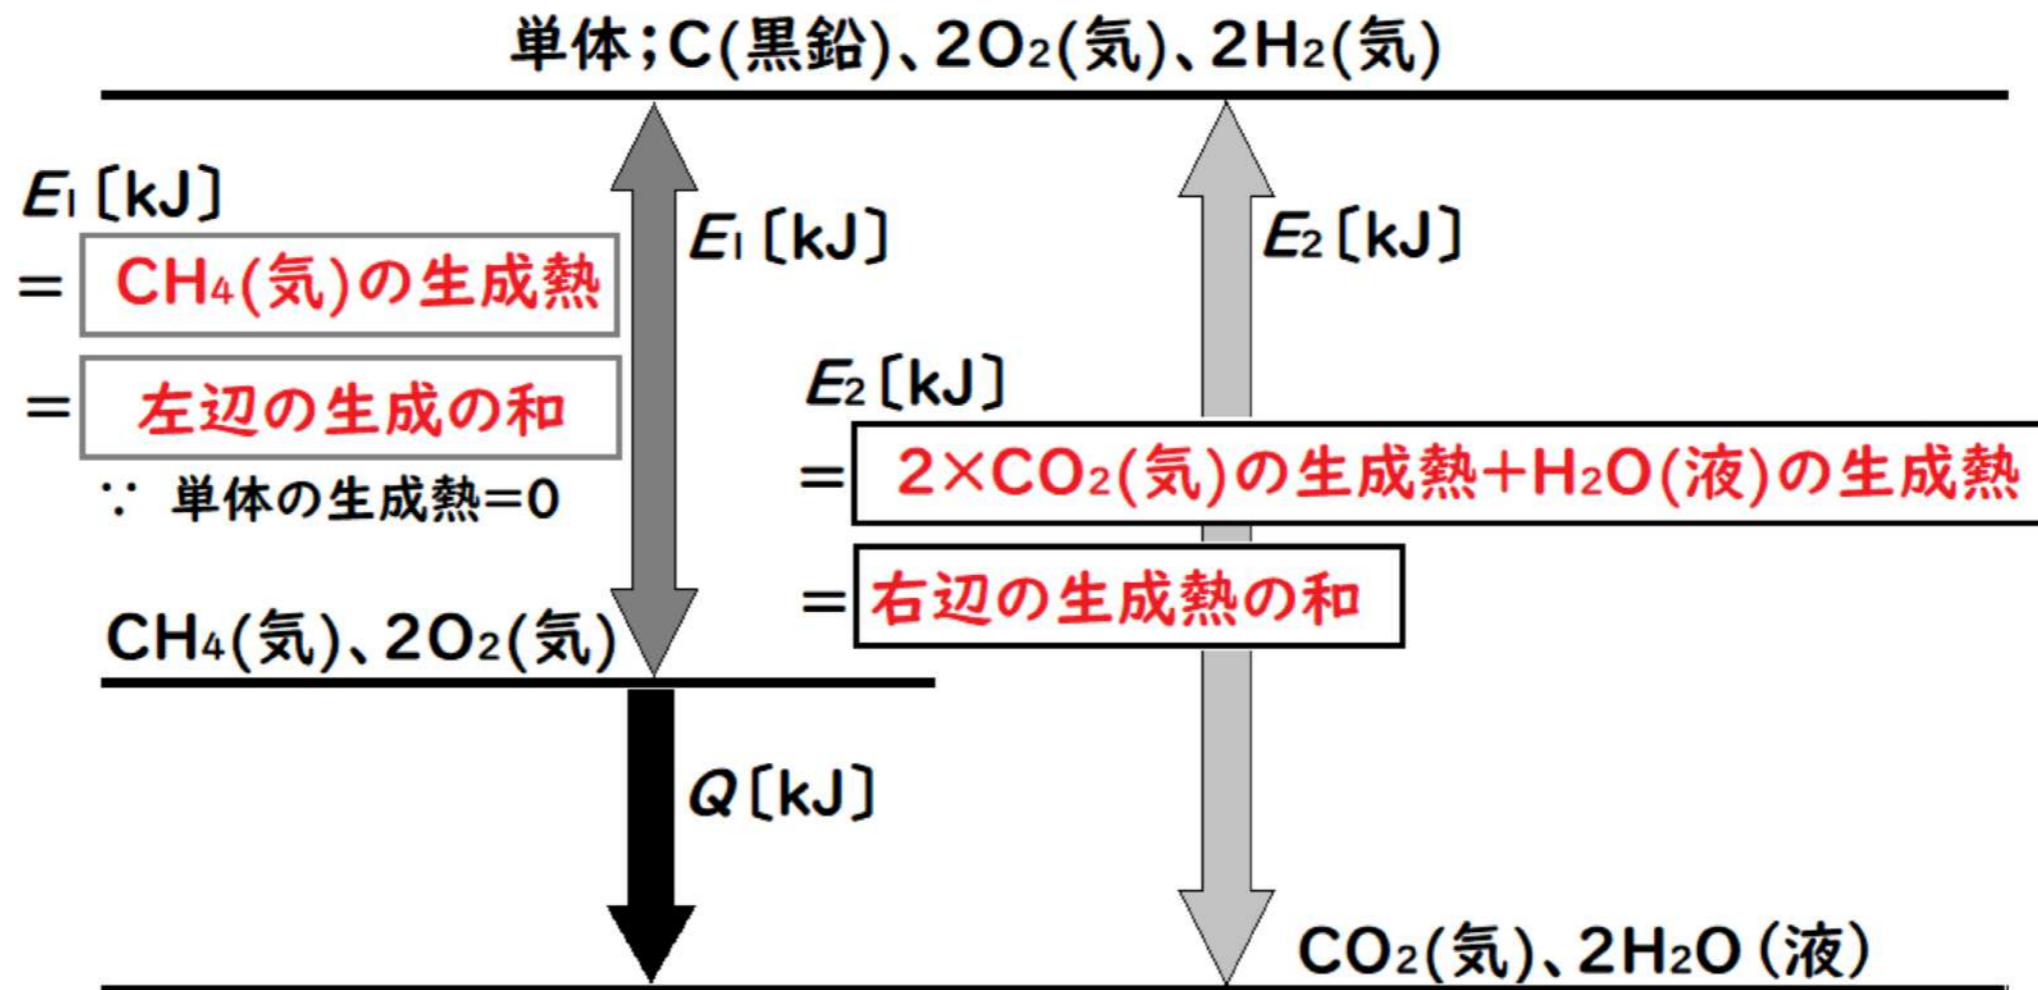 単体;C(黒鉛)、2O₂(気)、2H₂(気)
E₁〔kJ〕
= CH₄(気)の生成熱
= 左辺の生成の和
∵ 単体の生成熱=0
E₁〔kJ〕
E₂〔kJ〕
E₂〔kJ〕
= 2×CO₂(気)の生成熱+H₂O(液)の生成熱
= 右辺の生成熱の和
CH₄(気)、2O₂(気)
Q〔kJ〕
CO₂(気)、2H₂O(液)